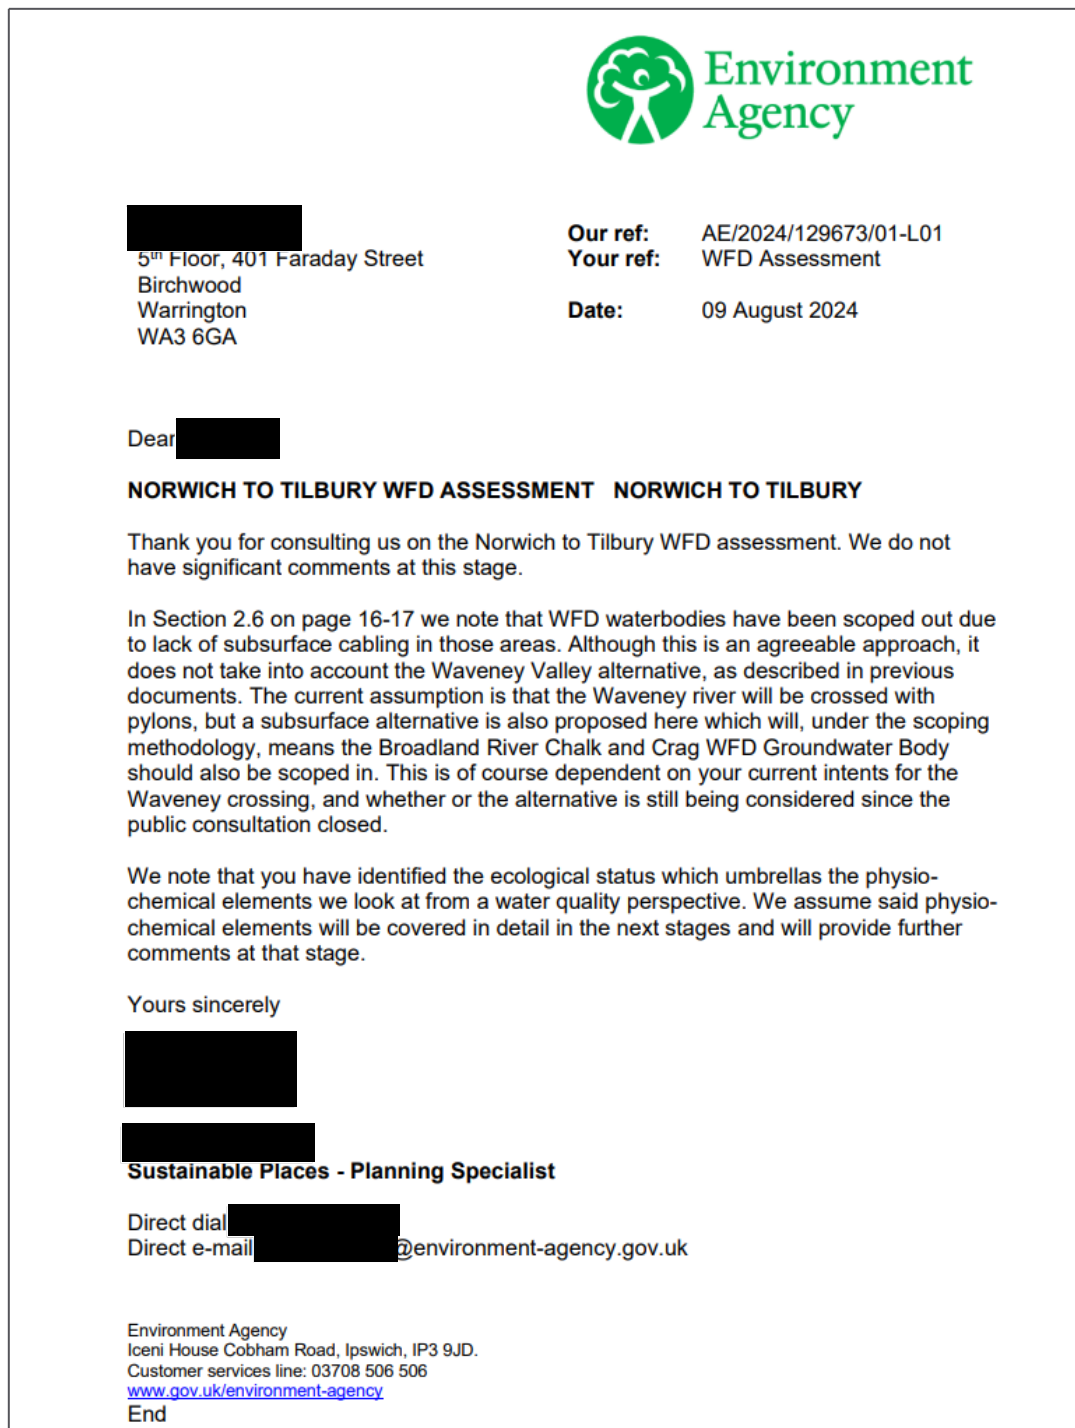 Environment
Agency
5th Floor, 401 Faraday Street
Birchwood
Warrington
WA3 6GA
Our ref: AE/2024/129673/01-L01
Your ref: WFD Assessment
Date: 09 August 2024
Dear
NORWICH TO TILBURY WFD ASSESSMENT NORWICH TO TILBURY
Thank you for consulting us on the Norwich to Tilbury WFD assessment. We do not
have significant comments at this stage.
In Section 2.6 on page 16-17 we note that WFD waterbodies have been scoped out due
to lack of subsurface cabling in those areas. Although this is an agreeable approach, it
does not take into account the Waveney Valley alternative, as described in previous
documents. The current assumption is that the Waveney river will be crossed with
pylons, but a subsurface alternative is also proposed here which will, under the scoping
methodology, means the Broadland River Chalk and Crag WFD Groundwater Body
should also be scoped in. This is of course dependent on your current intents for the
Waveney crossing, and whether or the alternative is still being considered since the
public consultation closed.
We note that you have identified the ecological status which umbrellas the physio-
chemical elements we look at from a water quality perspective. We assume said physio-
chemical elements will be covered in detail in the next stages and will provide further
comments at that stage.
Yours sincerely
Sustainable Places - Planning Specialist
Direct dial
Direct e-mail @environment-agency.gov.uk
Environment Agency
Iceni House Cobham Road, Ipswich, IP3 9JD.
Customer services line: 03708 506 506
www.gov.uk/environment-agency
End